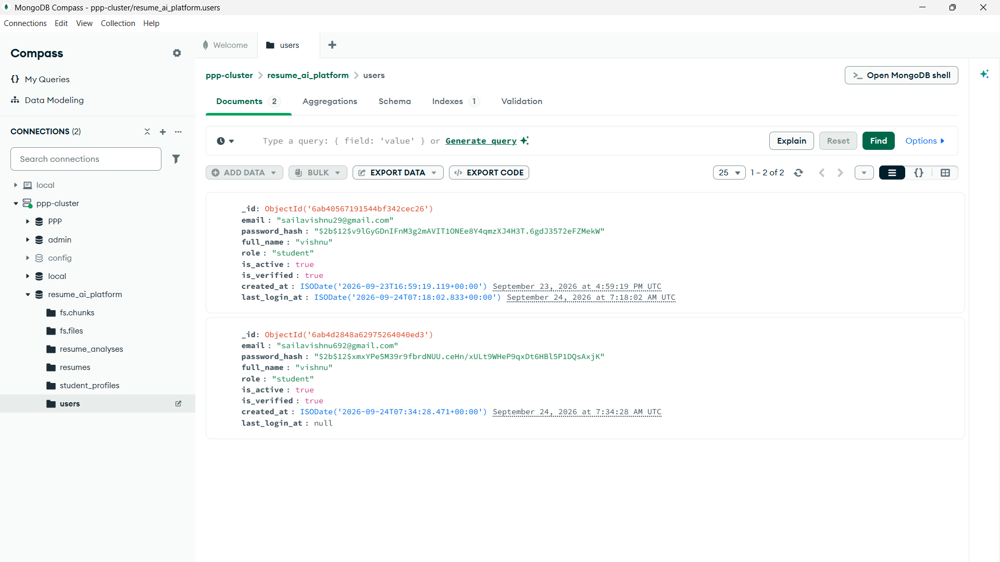 MongoDB Compass - ppp-cluster/resume_ai_platform.users
Connections Edit View Collection Help
Compass
My Queries
Data Modeling
CONNECTIONS (2)
Search connections
local
ppp-cluster
PPP
admin
config
local
resume_ai_platform
fs.chunks
fs.files
resume_analyses
resumes
student_profiles
users
Welcome users
ppp-cluster resume_ai_platform users
>_ Open MongoDB shell
Documents 2 Aggregations Schema Indexes 1 Validation
Type a query: { field: 'value' } or Generate query
Explain Reset Find Options
ADD DATA BULK EXPORT DATA EXPORT CODE
25 1 – 2 of 2
_id: ObjectId('6ab40567191544bf342cec26')
email : "sailavishnu29@gmail.com"
password_hash : "$2b$12$v9lGyGDnIFnM3g2mAVIT1ONEe8Y4qmzXJ4H3T.6gdJ3572eFZMekW"
full_name : "vishnu"
role : "student"
is_active : true
is_verified : true
created_at : ISODate('2026-09-23T16:59:19.119+00:00') September 23, 2026 at 4:59:19 PM UTC
last_login_at : ISODate('2026-09-24T07:18:02.833+00:00') September 24, 2026 at 7:18:02 AM UTC
_id: ObjectId('6ab4d2848a62975264040ed3')
email : "sailavishnu692@gmail.com"
password_hash : "$2b$12$xmxYPe5M39r9fbrdNUU.ceHn/xULt9WHeP9qxDt6HBl5P1DQsAxjK"
full_name : "vishnu"
role : "student"
is_active : true
is_verified : true
created_at : ISODate('2026-09-24T07:34:28.471+00:00') September 24, 2026 at 7:34:28 AM UTC
last_login_at : null